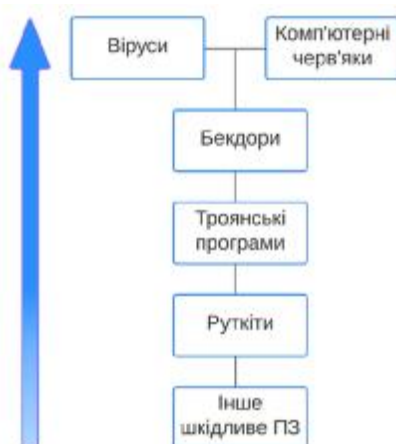 Віруси
Комп'ютерні
черв'яки
Бекдори
Троянські
програми
Руткіти
Інше
шкідливе ПЗ